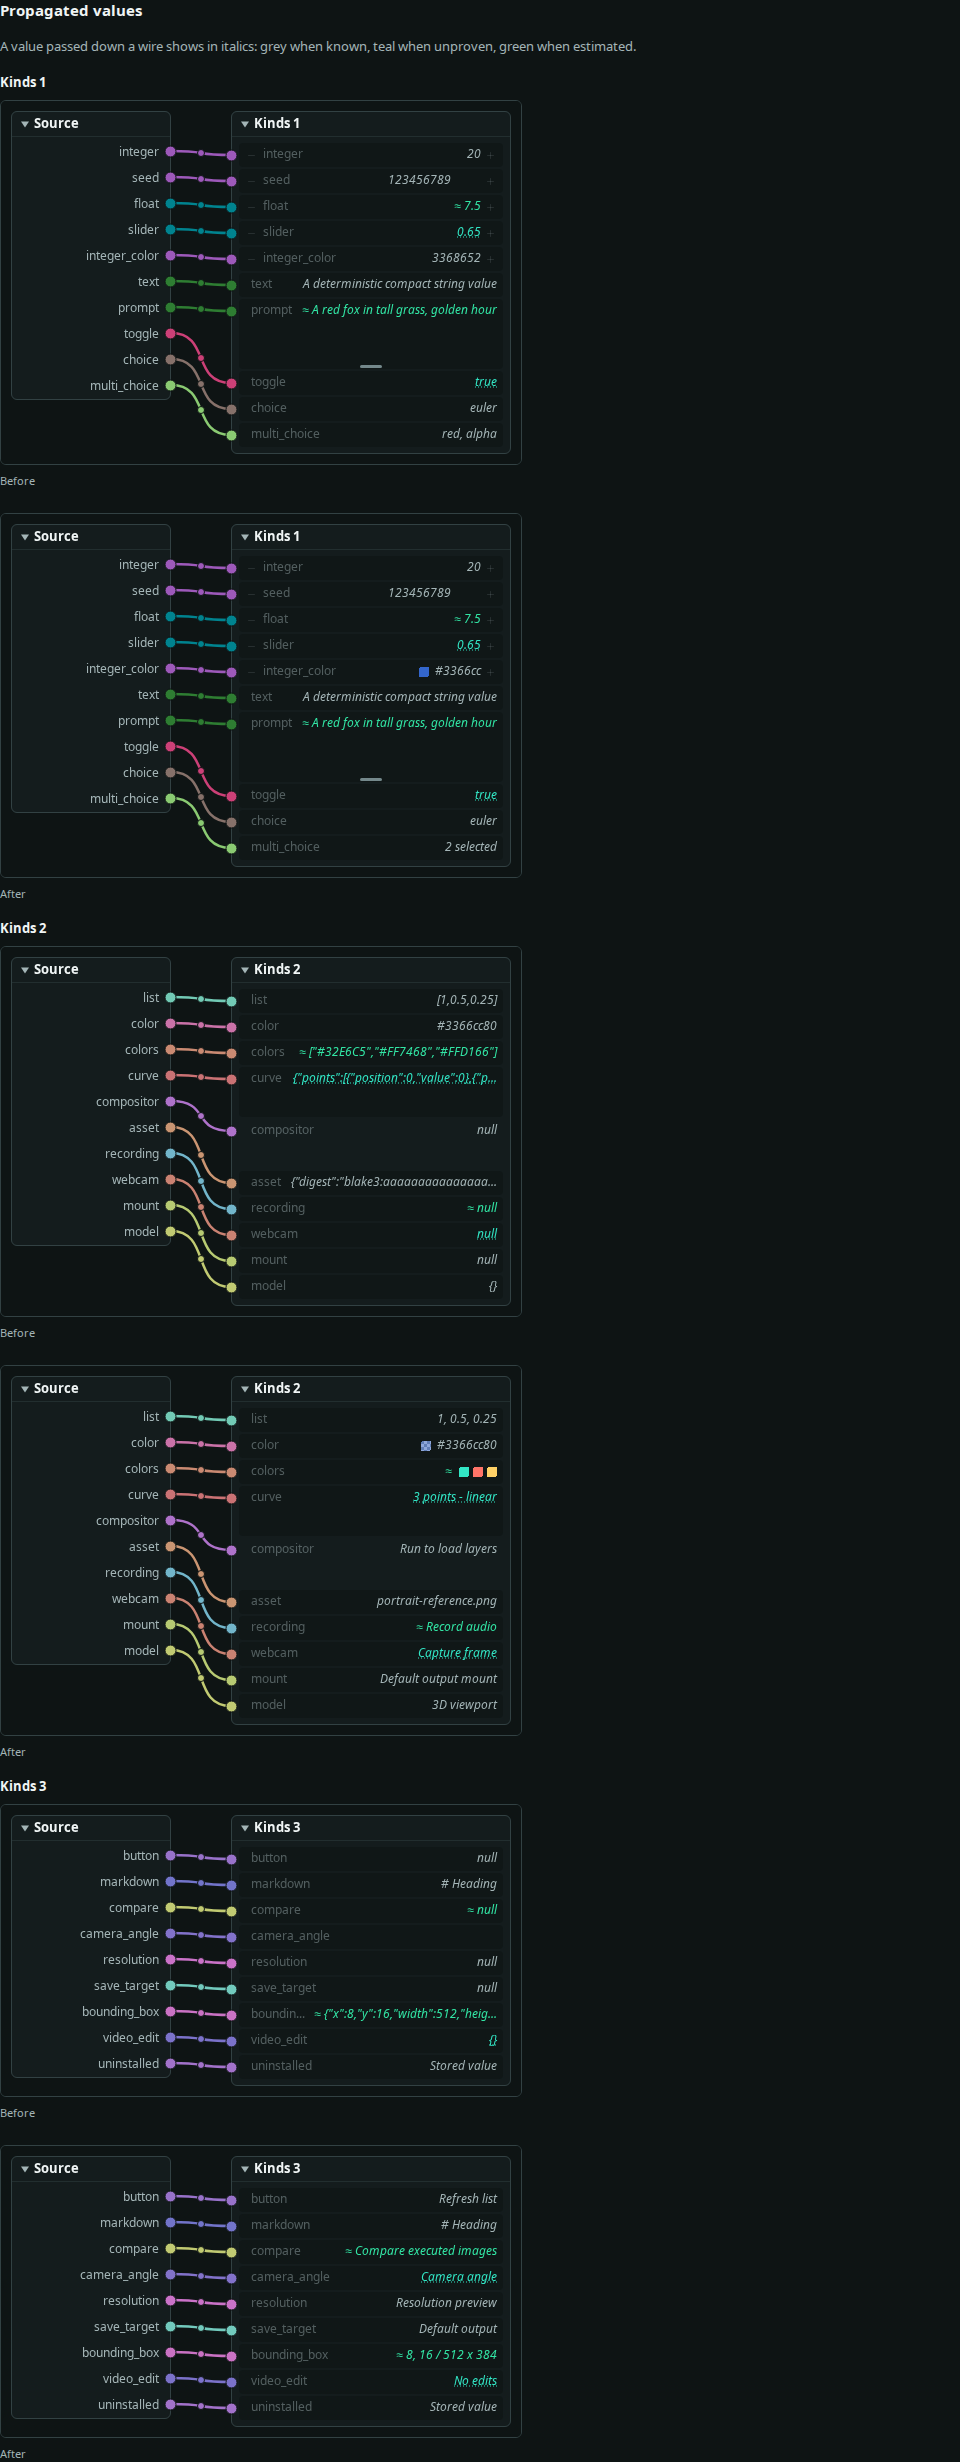 Propagated values
A value passed down a wire shows in italics: grey when known, teal when unproven, green when estimated.
Kinds 1
Source
Kinds 1
integer
– integer 20 +
seed
– seed 123456789 +
float
– float ≈ 7.5 +
slider
– slider 0.65 +
integer_color
– integer_color 3368652 +
text
text A deterministic compact string value
prompt
prompt ≈ A red fox in tall grass, golden hour
toggle
choice
multi_choice
toggle true
choice euler
multi_choice red, alpha
Before
Source
Kinds 1
integer
– integer 20 +
seed
– seed 123456789 +
float
– float ≈ 7.5 +
slider
– slider 0.65 +
integer_color
– integer_color #3366cc +
text
text A deterministic compact string value
prompt
prompt ≈ A red fox in tall grass, golden hour
toggle
choice
multi_choice
toggle true
choice euler
multi_choice 2 selected
After
Kinds 2
Source
Kinds 2
list
list [1,0.5,0.25]
color
color #3366cc80
colors
colors ≈ ["#32E6C5","#FF7468","#FFD166"]
curve
curve {"points":[{"position":0,"value":0},{"p...
compositor
asset
compositor null
recording
webcam
asset {"digest":"blake3:aaaaaaaaaaaaaaa...
mount
recording ≈ null
model
webcam null
mount null
model {}
Before
Source
Kinds 2
list
list 1, 0.5, 0.25
color
color #3366cc80
colors
colors ≈
curve
curve 3 points - linear
compositor
asset
compositor Run to load layers
recording
webcam
asset portrait-reference.png
mount
recording ≈ Record audio
model
webcam Capture frame
mount Default output mount
model 3D viewport
After
Kinds 3
Source
Kinds 3
button
button null
markdown
markdown # Heading
compare
compare ≈ null
camera_angle
camera_angle
resolution
resolution null
save_target
save_target null
bounding_box
boundin... ≈ {"x":8,"y":16,"width":512,"heig...
video_edit
video_edit {}
uninstalled
uninstalled Stored value
Before
Source
Kinds 3
button
button Refresh list
markdown
markdown # Heading
compare
compare ≈ Compare executed images
camera_angle
camera_angle Camera angle
resolution
resolution Resolution preview
save_target
save_target Default output
bounding_box
bounding_box ≈ 8, 16 / 512 x 384
video_edit
video_edit No edits
uninstalled
uninstalled Stored value
After